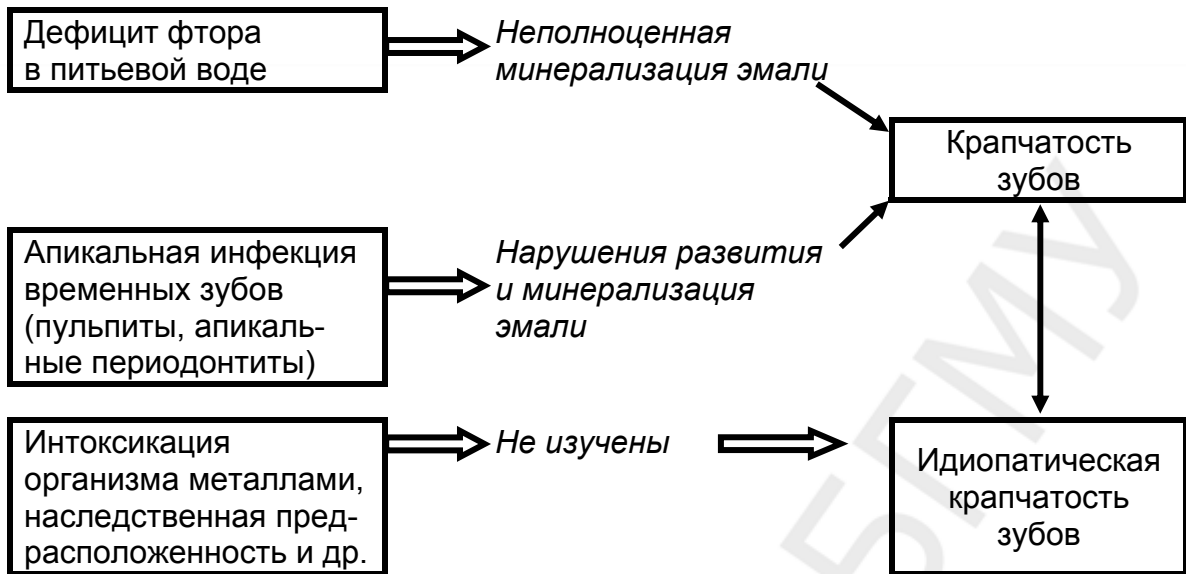 Дефицит фтора
в питьевой воде
Неполноценная
минерализация эмали
Крапчатость
зубов
Апикальная инфекция
временных зубов
(пульпиты, апикаль-
ные периодонтиты)
Нарушения развития
и минерализация
эмали
Интоксикация
организма металлами,
наследственная пред-
расположенность и др.
Не изучены
Идиопатическая
крапчатость
зубов
БГМУ